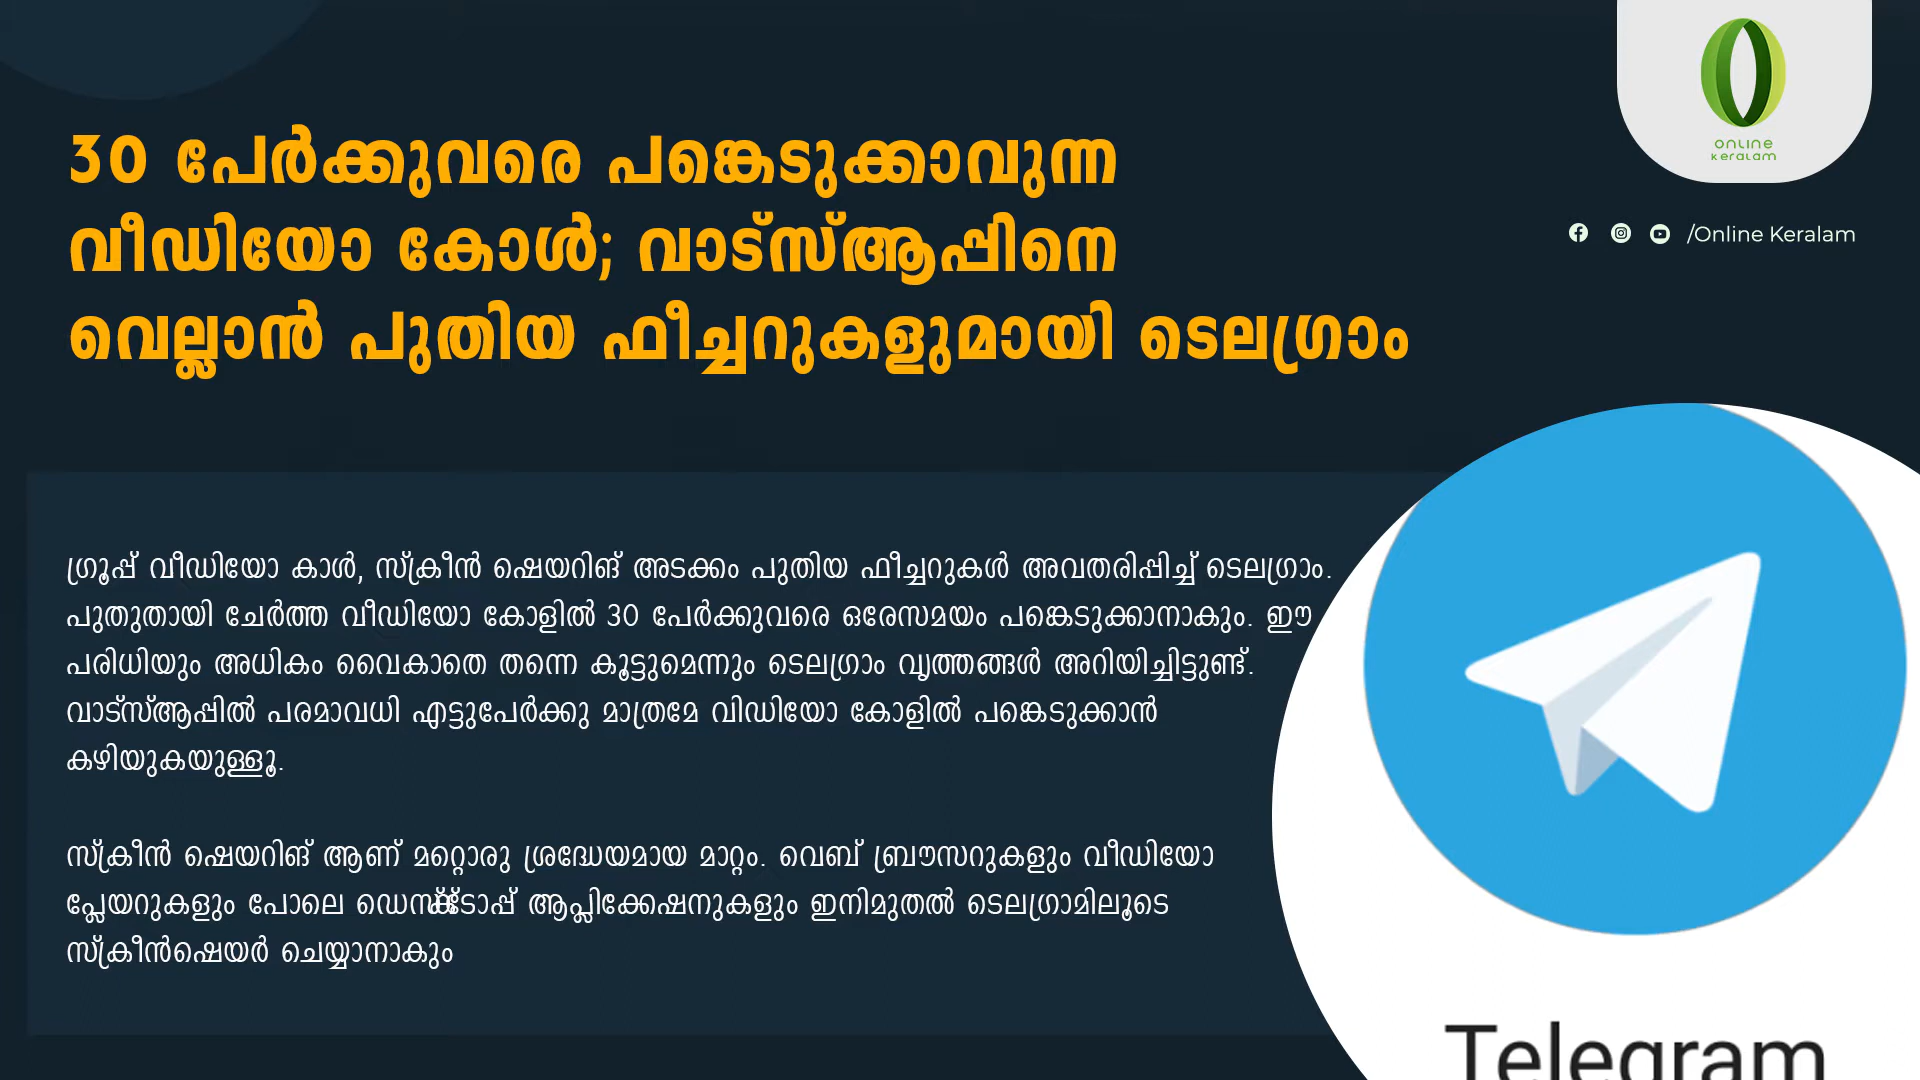 online
keralam
30 പേർക്കുവരെ പങ്കെടുക്കാവുന്ന
വീഡിയോ കോൾ; വാട്സ്ആപ്പിനെ
വെല്ലാൻ പുതിയ ഫീച്ചറുകളുമായി ടെലഗ്രാം
/Online Keralam
ഗ്രൂപ്പ് വീഡിയോ കാൾ, സ്ക്രീൻ ഷെയറിങ് അടക്കം പുതിയ ഫീച്ചറുകൾ അവതരിപ്പിച്ച് ടെലഗ്രാം.
പുതുതായി ചേർത്ത വീഡിയോ കോളിൽ 30 പേർക്കുവരെ ഒരേസമയം പങ്കെടുക്കാനാകും. ഈ
പരിധിയും അധികം വൈകാതെ തന്നെ കൂട്ടുമെന്നും ടെലഗ്രാം വൃത്തങ്ങൾ അറിയിച്ചിട്ടുണ്ട്.
വാട്സ്ആപ്പിൽ പരമാവധി എട്ടുപേർക്കു മാത്രമേ വിഡിയോ കോളിൽ പങ്കെടുക്കാൻ
കഴിയുകയുള്ളൂ.
സ്ക്രീൻ ഷെയറിങ് ആണ് മറ്റൊരു ശ്രദ്ധേയമായ മാറ്റം. വെബ് ബ്രൗസറുകളും വീഡിയോ
പ്ലേയറുകളും പോലെ ഡെസ്ക്ടോപ്പ് ആപ്ലിക്കേഷനുകളും ഇനിമുതൽ ടെലഗ്രാമിലൂടെ
സ്ക്രീൻഷെയർ ചെയ്യാനാകും
Telegram